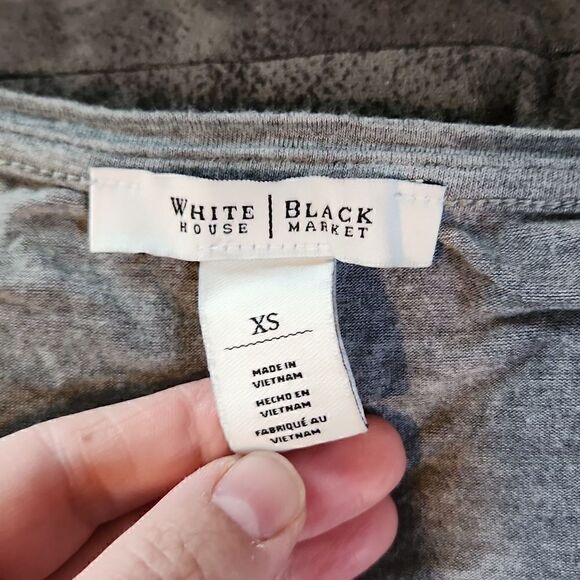 WHITE | BLACK
HOUSE | MARKET
XS
MADE IN
VIETNAM
HECHO EN
VIETNAM
FABRIQUÉ AU
VIETNAM